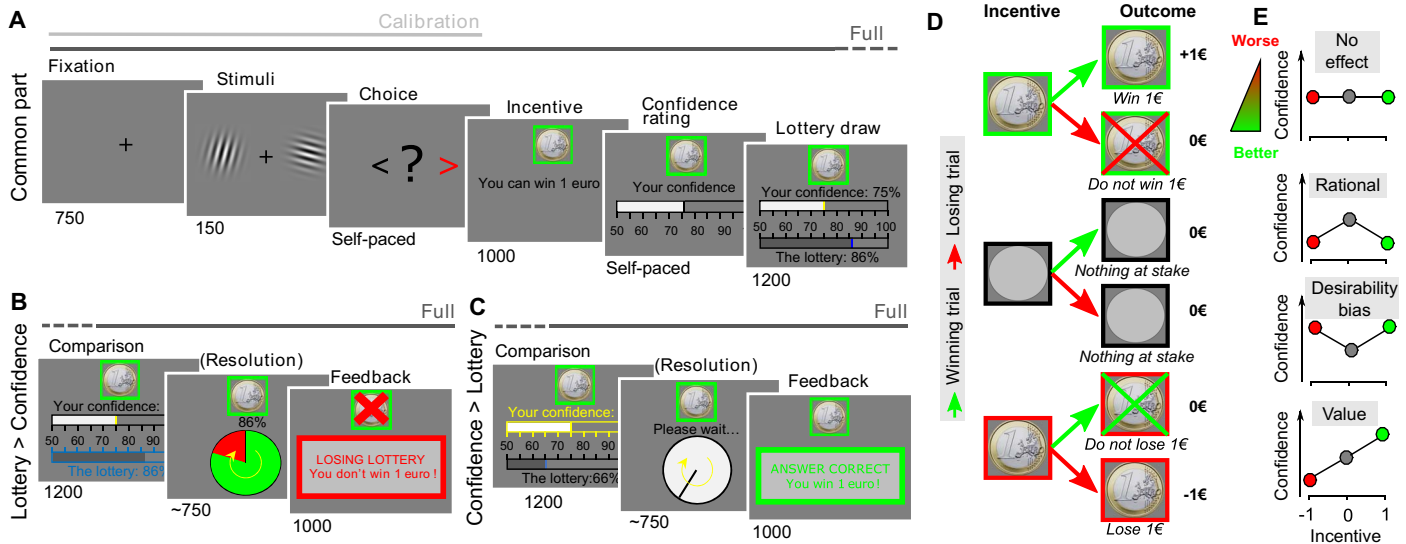 A
Calibration
Full
Common part
Fixation
+
750
Stimuli
+
150
Choice
< ? >
Self-paced
Incentive
You can win 1 euro
1000
Confidence
rating
Your confidence
50 60 70 80 90
Self-paced
Lottery draw
Your confidence: 75%
50 60 70 80 90 100
The lottery: 86%
1200
B
Full
Lottery > Confidence
Comparison
Your confidence:
50 60 70 80 90
The lottery: 86%
1200
(Resolution)
86%
~750
Feedback
LOSING LOTTERY
You don't win 1 euro !
1000
C
Full
Confidence > Lottery
Comparison
Your confidence:
50 60 70 80 90
The lottery:66%
1200
(Resolution)
Please wait...
~750
Feedback
ANSWER CORRECT
You win 1 euro !
1000
D
Incentive
Outcome
Winning trial
Losing trial
+1€
Win 1€
0€
Do not win 1€
0€
Nothing at stake
0€
Nothing at stake
0€
Do not lose 1€
-1€
Lose 1€
E
Worse
Better
No
effect
Confidence
Rational
Confidence
Desirability
bias
Confidence
Value
Confidence
-1 0 1
Incentive